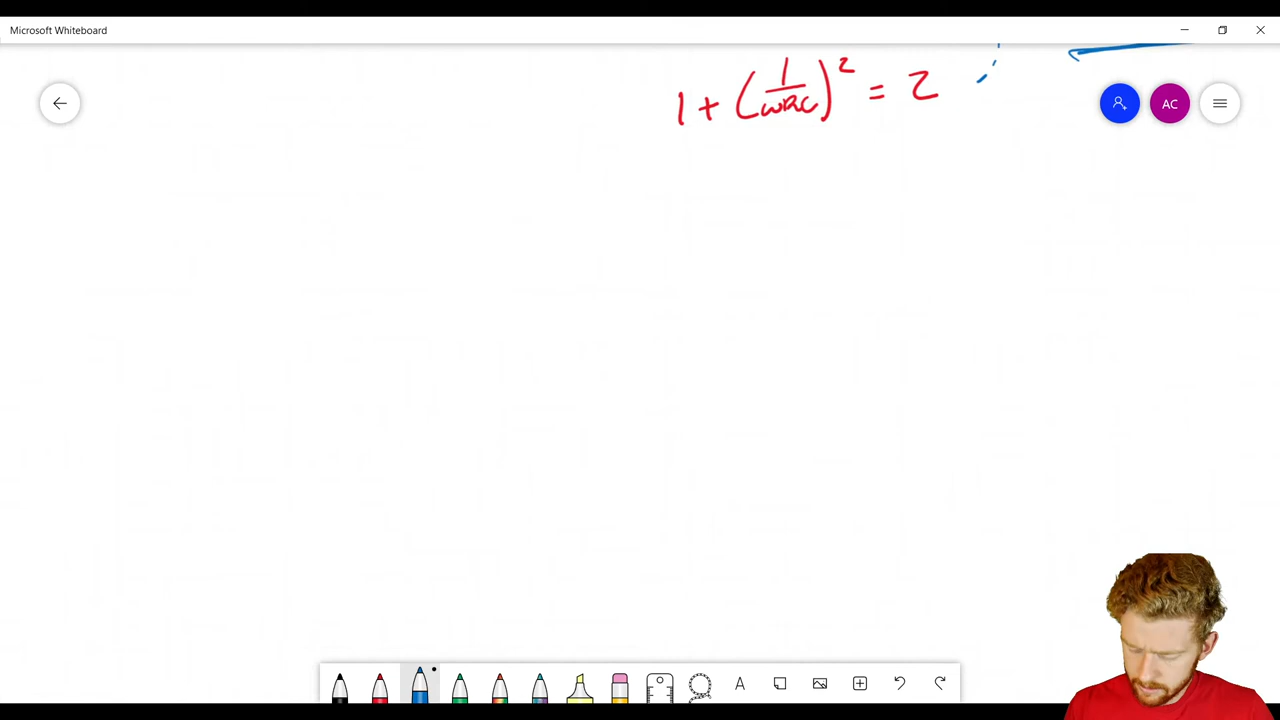 Microsoft Whiteboard
1 + (1/ωRC)² = 2
AC
A